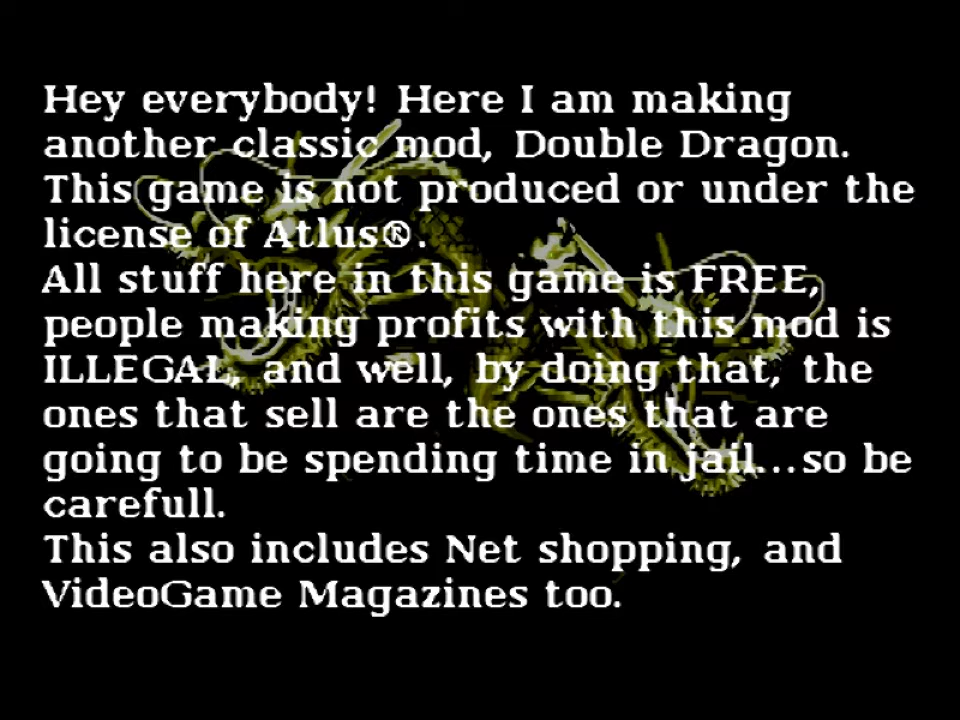 Hey everybody! Here I am making
another classic mod, Double Dragon.
This game is not produced or under the
license of Atlus®.
All stuff here in this game is FREE,
people making profits with this mod is
ILLEGAL, and well, by doing that, the
ones that sell are the ones that are
going to be spending time in jail...so be
carefull.
This also includes Net shopping, and
VideoGame Magazines too.